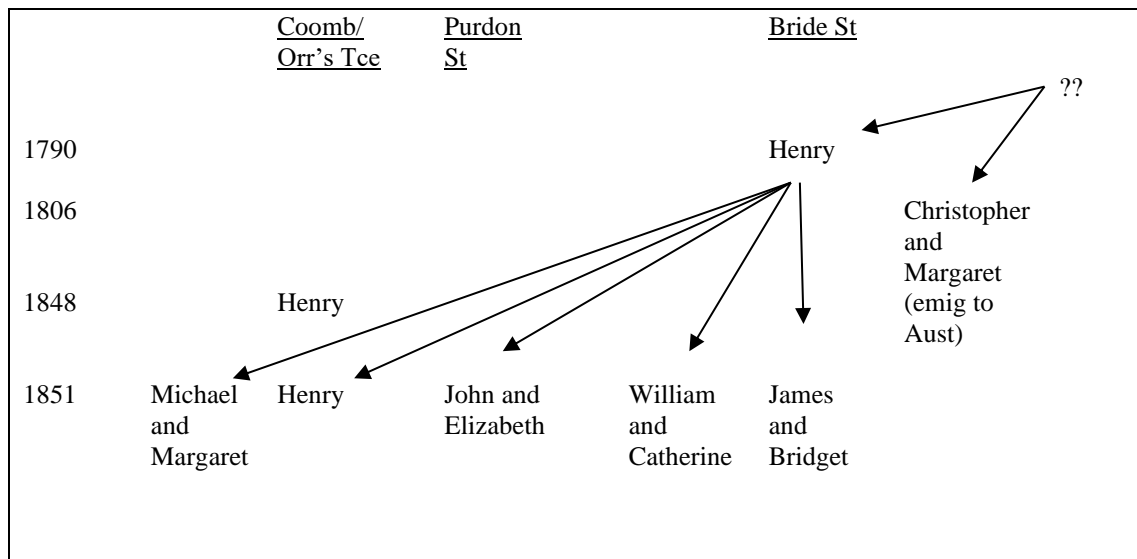 Coomb/ Purdon Bride St
Orr’s Tce St
??
1790 Henry
1806 Christopher
and
Margaret
1848 Henry (emig to
Aust)
1851 Michael Henry John and William James
and Elizabeth and and
Margaret Catherine Bridget